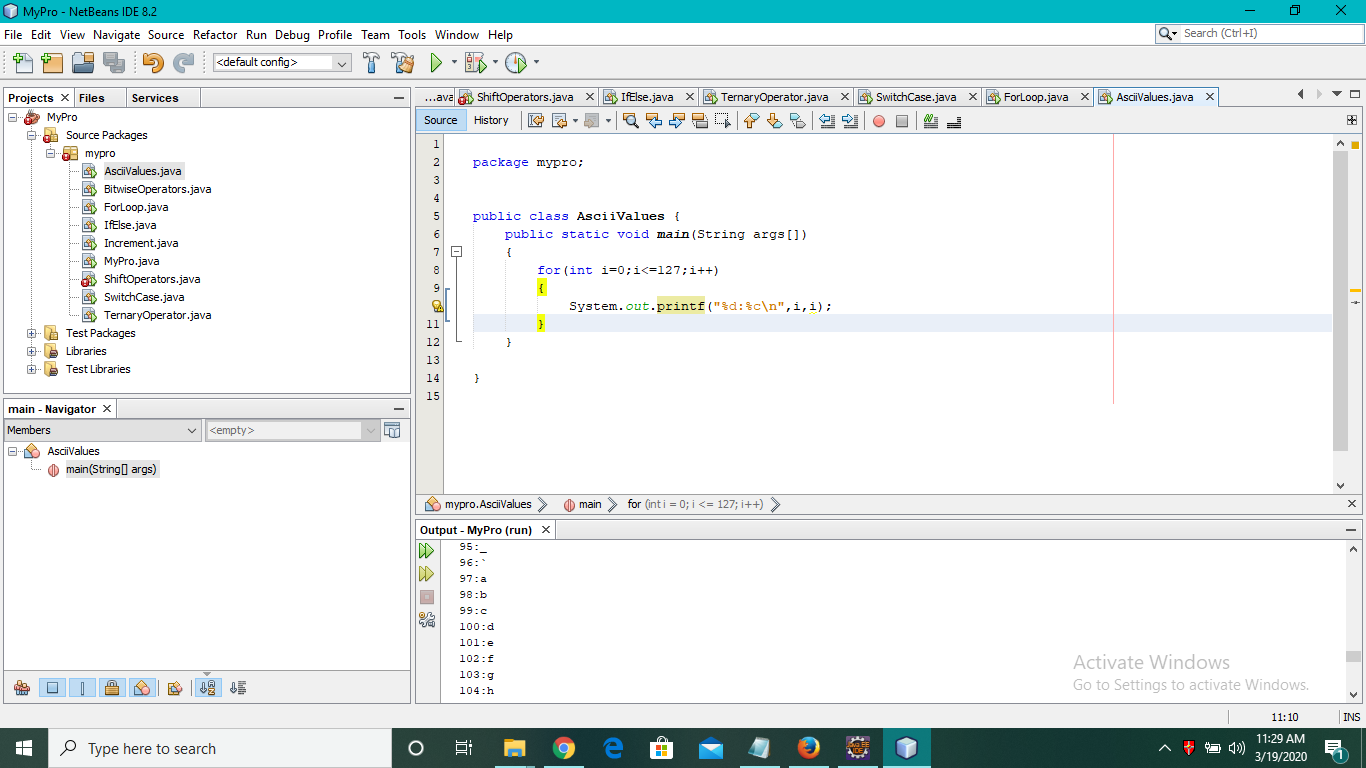 MyPro - NetBeans IDE 8.2
File Edit View Navigate Source Refactor Run Debug Profile Team Tools Window Help
Search (Ctrl+I)
<default config>
Projects Files Services
MyPro
Source Packages
mypro
AsciiValues.java
BitwiseOperators.java
ForLoop.java
IfElse.java
Increment.java
MyPro.java
ShiftOperators.java
SwitchCase.java
TernaryOperator.java
Test Packages
Libraries
Test Libraries
main - Navigator
Members <empty>
AsciiValues
main(String[] args)
...ava ShiftOperators.java IfElse.java TernaryOperator.java SwitchCase.java ForLoop.java AsciiValues.java
Source History
1
2 package mypro;
3
4
5 public class AsciiValues {
6 public static void main(String args[])
7 {
8 for(int i=0;i<=127;i++)
9 {
System.out.printf("%d:%c\n",i,i);
11 }
12 }
13
14 }
15
mypro.AsciiValues main for (int i = 0; i <= 127; i++)
Output - MyPro (run)
95:_
96:`
97:a
98:b
99:c
100:d
101:e
102:f
103:g
104:h
Activate Windows
Go to Settings to activate Windows.
11:10 INS
Type here to search
11:29 AM
3/19/2020
1